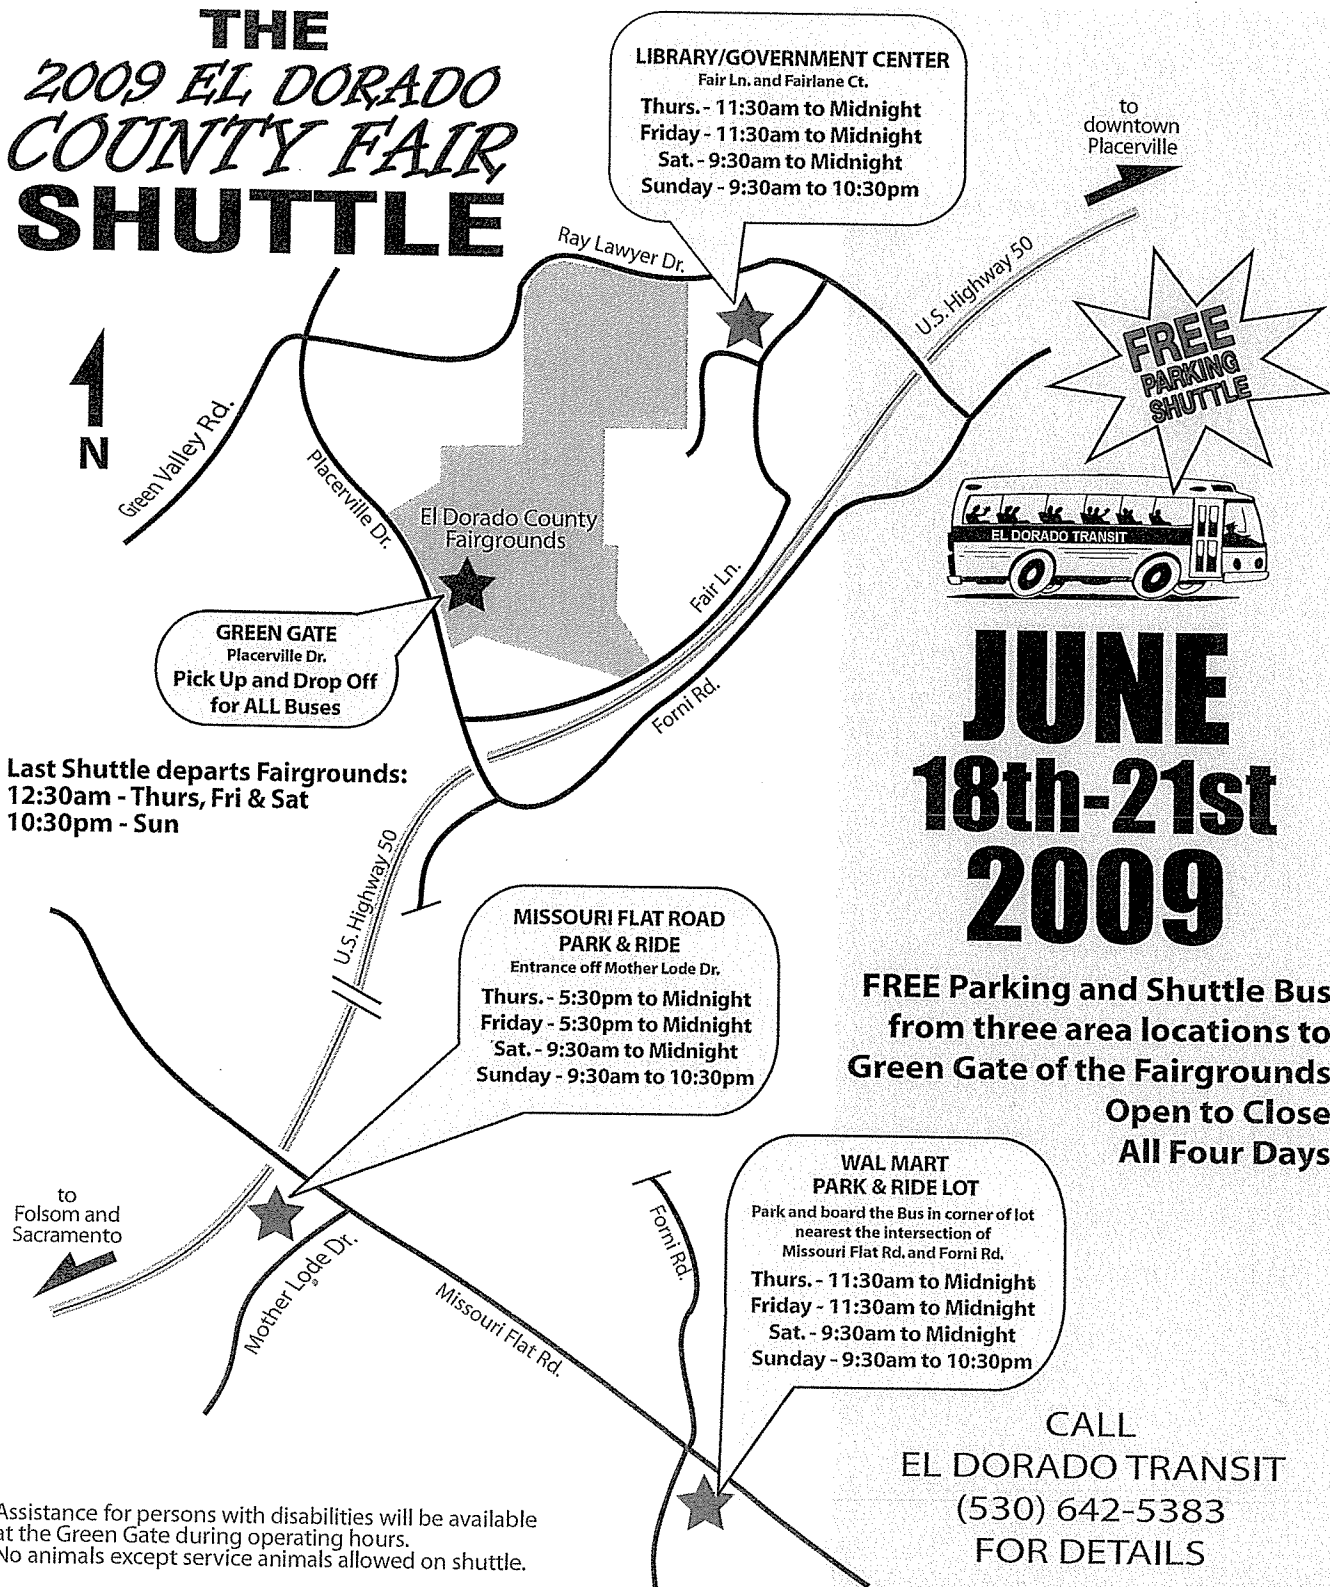 THE
2009 EL DORADO
COUNTY FAIR
SHUTTLE
LIBRARY/GOVERNMENT CENTER
Fair Ln. and Fairlane Ct.
Thurs. - 11:30am to Midnight
Friday - 11:30am to Midnight
Sat. - 9:30am to Midnight
Sunday - 9:30am to 10:30pm
to
downtown
Placerville
Ray Lawyer Dr.
U.S. Highway 50
FREE
PARKING
SHUTTLE
N
Green Valley Rd.
Placerville Dr.
El Dorado County
Fairgrounds
Fair Ln.
Forni Rd.
EL DORADO TRANSIT
GREEN GATE
Placerville Dr.
Pick Up and Drop Off
for ALL Buses
JUNE
18th-21st
2009
Last Shuttle departs Fairgrounds:
12:30am - Thurs, Fri & Sat
10:30pm - Sun
U.S. Highway 50
MISSOURI FLAT ROAD
PARK & RIDE
Entrance off Mother Lode Dr.
Thurs. - 5:30pm to Midnight
Friday - 5:30pm to Midnight
Sat. - 9:30am to Midnight
Sunday - 9:30am to 10:30pm
FREE Parking and Shuttle Bus
from three area locations to
Green Gate of the Fairgrounds
Open to Close
All Four Days
to
Folsom and
Sacramento
Mother Lode Dr.
Missouri Flat Rd.
Forni Rd.
WAL MART
PARK & RIDE LOT
Park and board the Bus in corner of lot
nearest the intersection of
Missouri Flat Rd. and Forni Rd.
Thurs. - 11:30am to Midnight
Friday - 11:30am to Midnight
Sat. - 9:30am to Midnight
Sunday - 9:30am to 10:30pm
CALL
EL DORADO TRANSIT
(530) 642-5383
FOR DETAILS
Assistance for persons with disabilities will be available
at the Green Gate during operating hours.
No animals except service animals allowed on shuttle.